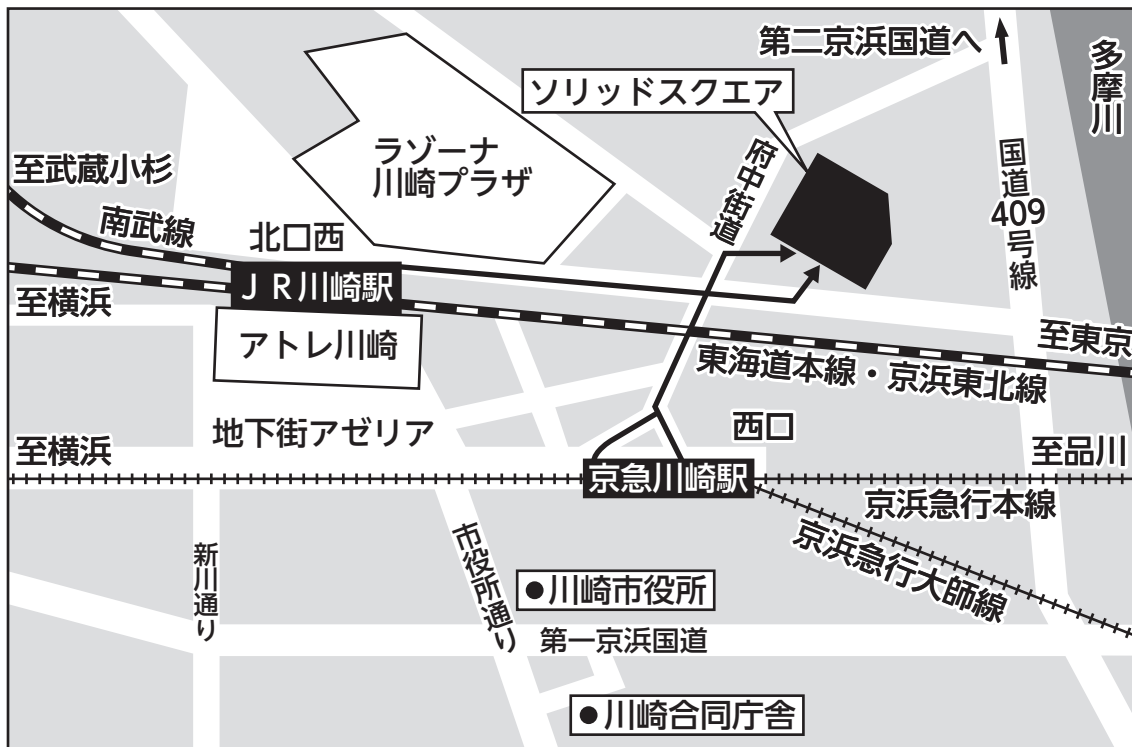 第二京浜国道へ
多摩川
ソリッドスクエア
ラゾーナ
川崎プラザ
府中街道
国道409号線
至武蔵小杉
南武線
北口西
JR川崎駅
至横浜
アトレ川崎
至東京
東海道本線・京浜東北線
地下街アゼリア
西口
至横浜
至品川
京急川崎駅
京浜急行本線
京浜急行大師線
新川通り
市役所通り
●川崎市役所
第一京浜国道
●川崎合同庁舎